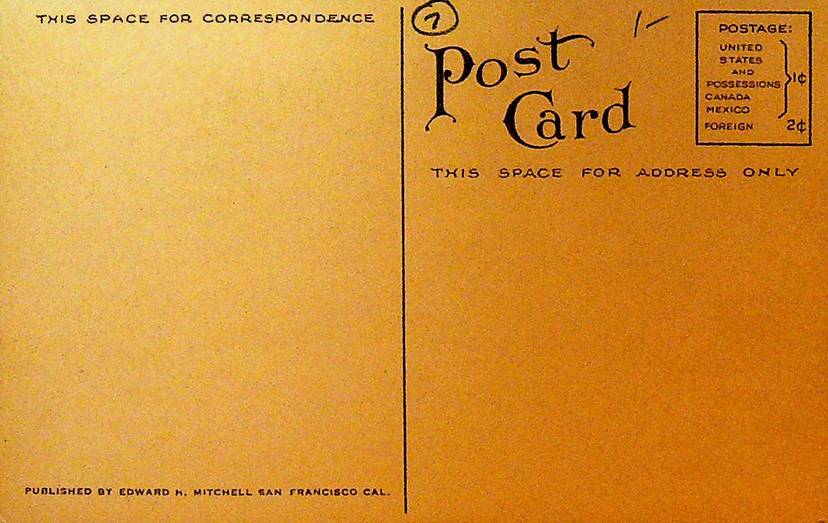 THIS SPACE FOR CORRESPONDENCE
7
1-
Post
Card
POSTAGE:
UNITED
STATES
AND
POSSESSIONS
CANADA
MEXICO
1¢
FOREIGN 2¢
THIS SPACE FOR ADDRESS ONLY
PUBLISHED BY EDWARD H. MITCHELL SAN FRANCISCO CAL.